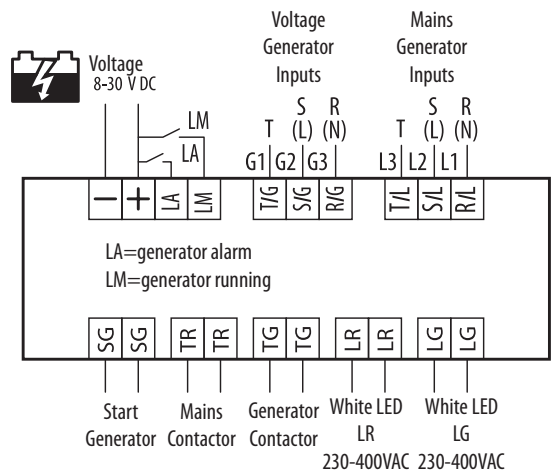 Voltage
8-30 V DC
LM
LA
Voltage
Generator
Inputs
S R
T (L) (N)
G1 G2 G3
Mains
Generator
Inputs
S R
T (L) (N)
L3 L2 L1
− + LA LM
T/G S/G R/G
T/L S/L R/L
LA=generator alarm
LM=generator running
SG SG TR TR TG TG LR LR LG LG
Start
Generator
Mains
Contactor
Generator
Contactor
White LED
LR
230-400VAC
White LED
LG
230-400VAC